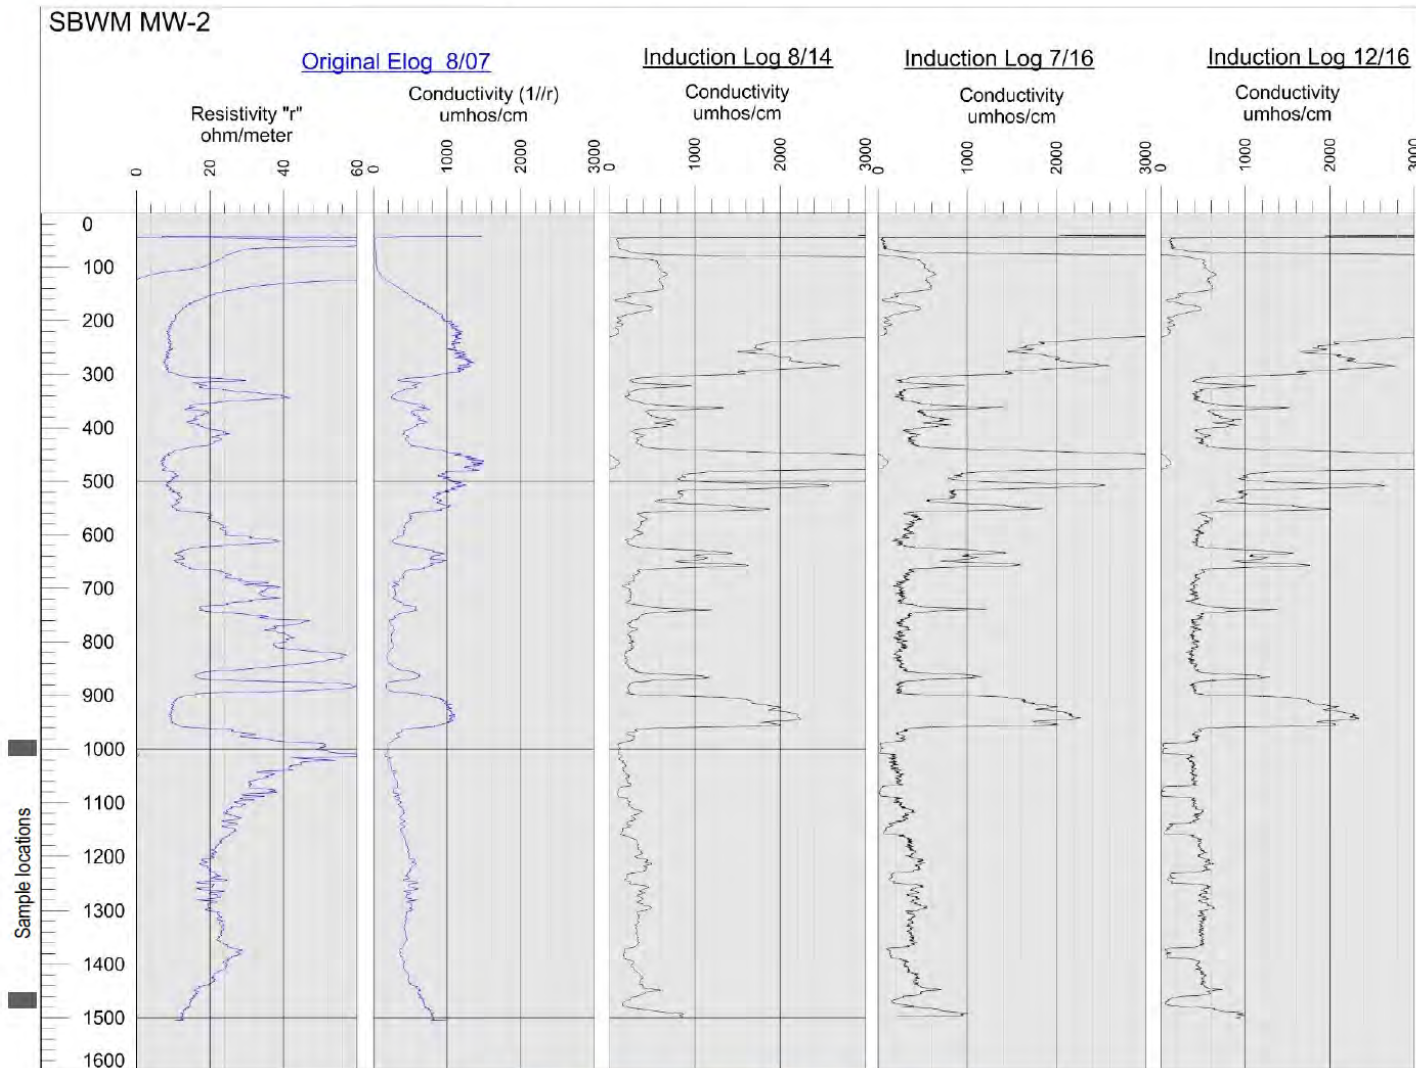 SBWM MW-2
Original Elog 8/07
Induction Log 8/14
Induction Log 7/16
Induction Log 12/16
Resistivity "r"
ohm/meter
Conductivity (1//r)
umhos/cm
Conductivity
umhos/cm
Conductivity
umhos/cm
Conductivity
umhos/cm
0
20
40
60
0
1000
2000
3000
0
1000
2000
3000
0
1000
2000
3000
0
1000
2000
3000
0
100
200
300
400
500
600
700
800
900
1000
1100
1200
1300
1400
1500
1600
Sample locations